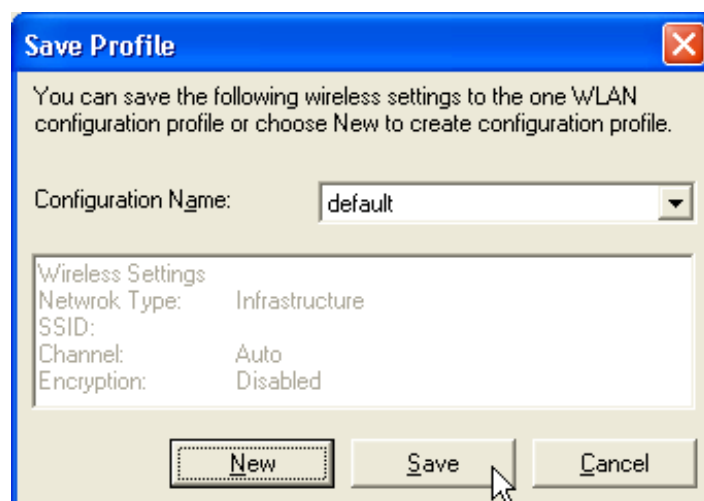 Save Profile
You can save the following wireless settings to the one WLAN
configuration profile or choose New to create configuration profile.
Configuration Name: default
Wireless Settings
Netwrok Type: Infrastructure
SSID:
Channel: Auto
Encryption: Disabled
New Save Cancel